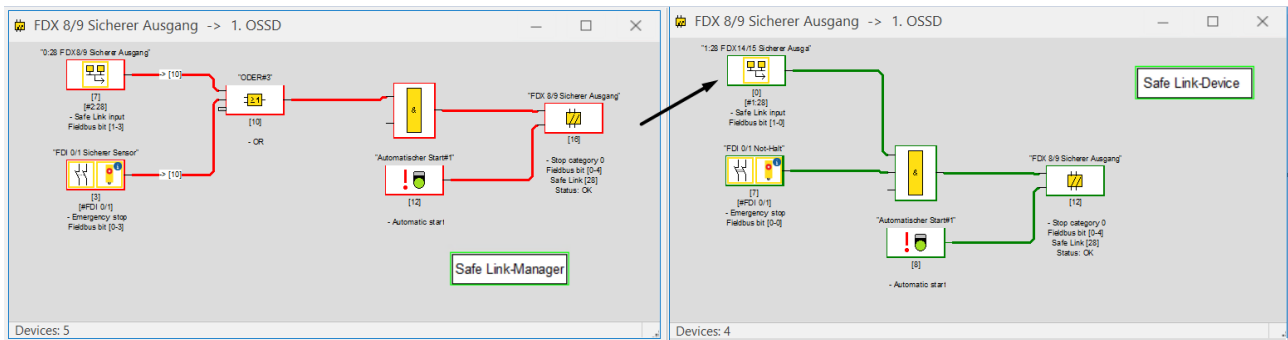 FDX 8/9 Sicherer Ausgang -> 1. OSSD
"0:28 FDX8/9 Sicherer Ausgang"
-> [10]
[7]
[#2:28]
- Safe Link input
Fieldbus bit [1-3]
"ODER#3"
≥1
[10]
- OR
&
"FDX 8/9 Sicherer Ausgang"
[16]
- Stop category 0
Fieldbus bit [0-4]
Safe Link [28]
Status: OK
"FDI 0/1 Sicherer Sensor"
-> [10]
[3]
[#FDI 0/1]
- Emergency stop
Fieldbus bit [0-3]
"Automatischer Start#1"
[12]
- Automatic start
Safe Link-Manager
Devices: 5
FDX 8/9 Sicherer Ausgang -> 1. OSSD
"1:28 FDX14/15 Sicherer Ausga"
[0]
[#1:28]
- Safe Link input
Fieldbus bit [1-0]
Safe Link-Device
"FDI 0/1 Not-Halt"
[7]
[#FDI 0/1]
- Emergency stop
Fieldbus bit [0-0]
&
"FDX 8/9 Sicherer Ausgang"
[12]
- Stop category 0
Fieldbus bit [0-4]
Safe Link [28]
Status: OK
"Automatischer Start#1"
[8]
- Automatic start
Devices: 4